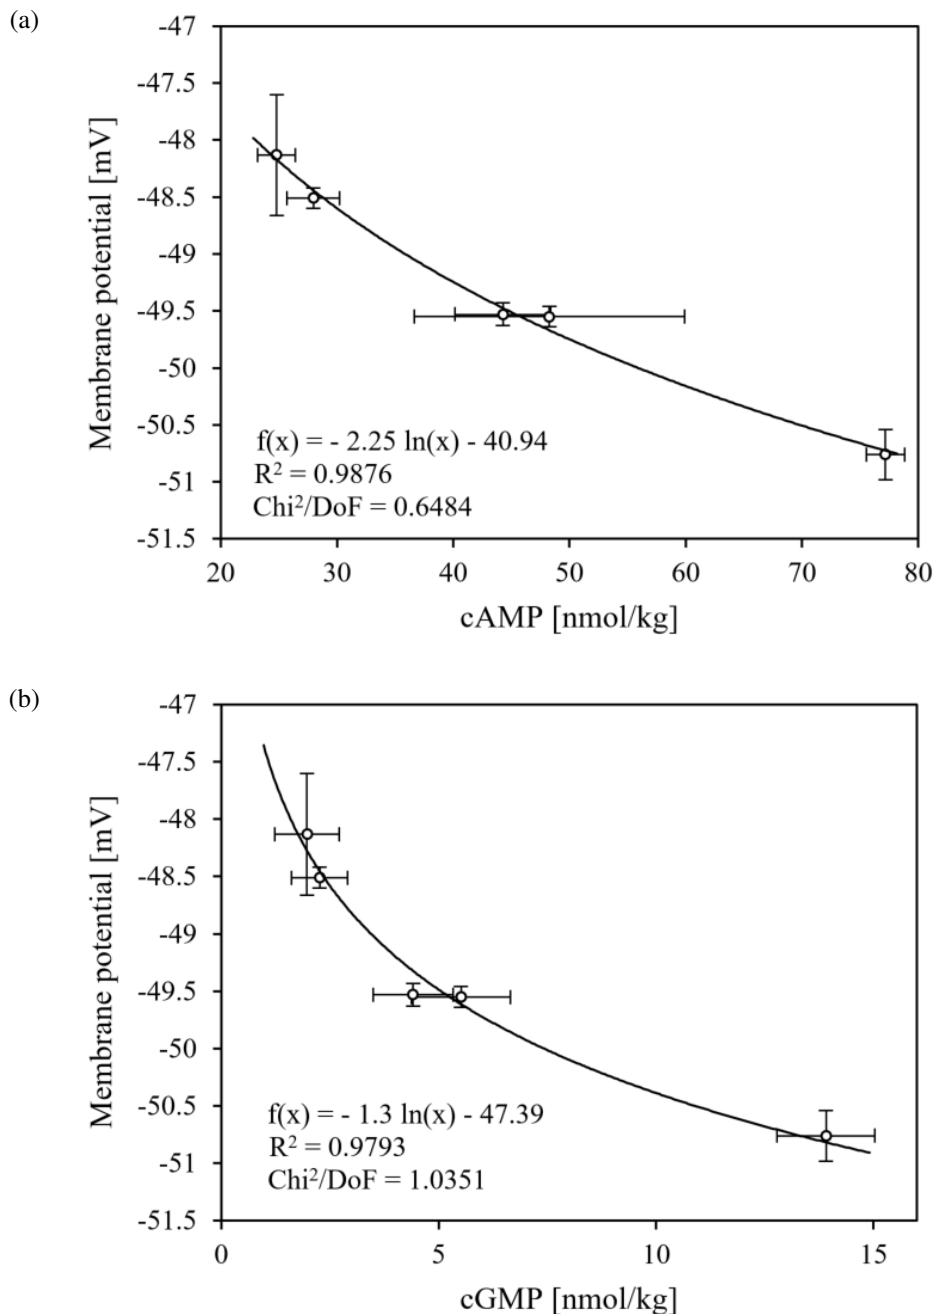 (a)
-47
-47.5
-48
-48.5
-49
-49.5
-50
-50.5
-51
-51.5
Membrane potential [mV]
f(x) = - 2.25 ln(x) - 40.94
R² = 0.9876
Chi²/DoF = 0.6484
20 30 40 50 60 70 80
cAMP [nmol/kg]
(b)
-47
-47.5
-48
-48.5
-49
-49.5
-50
-50.5
-51
-51.5
Membrane potential [mV]
f(x) = - 1.3 ln(x) - 47.39
R² = 0.9793
Chi²/DoF = 1.0351
0 5 10 15
cGMP [nmol/kg]